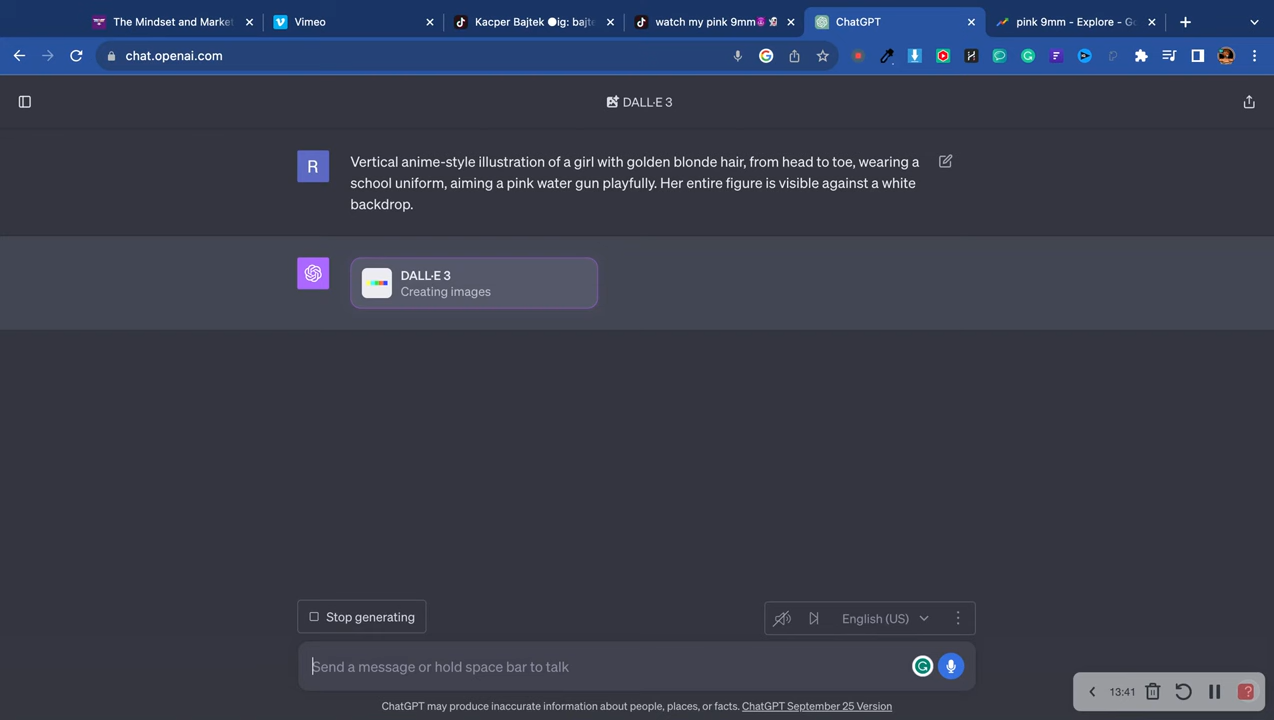 The Mindset and Market
Vimeo
Kacper Bajtek ig: bajte
watch my pink 9mm
ChatGPT
pink 9mm - Explore - Go
chat.openai.com
DALL·E 3
R
Vertical anime-style illustration of a girl with golden blonde hair, from head to toe, wearing a
school uniform, aiming a pink water gun playfully. Her entire figure is visible against a white
backdrop.
DALL·E 3
Creating images
Stop generating
English (US)
Send a message or hold space bar to talk
13:41
ChatGPT may produce inaccurate information about people, places, or facts. ChatGPT September 25 Version